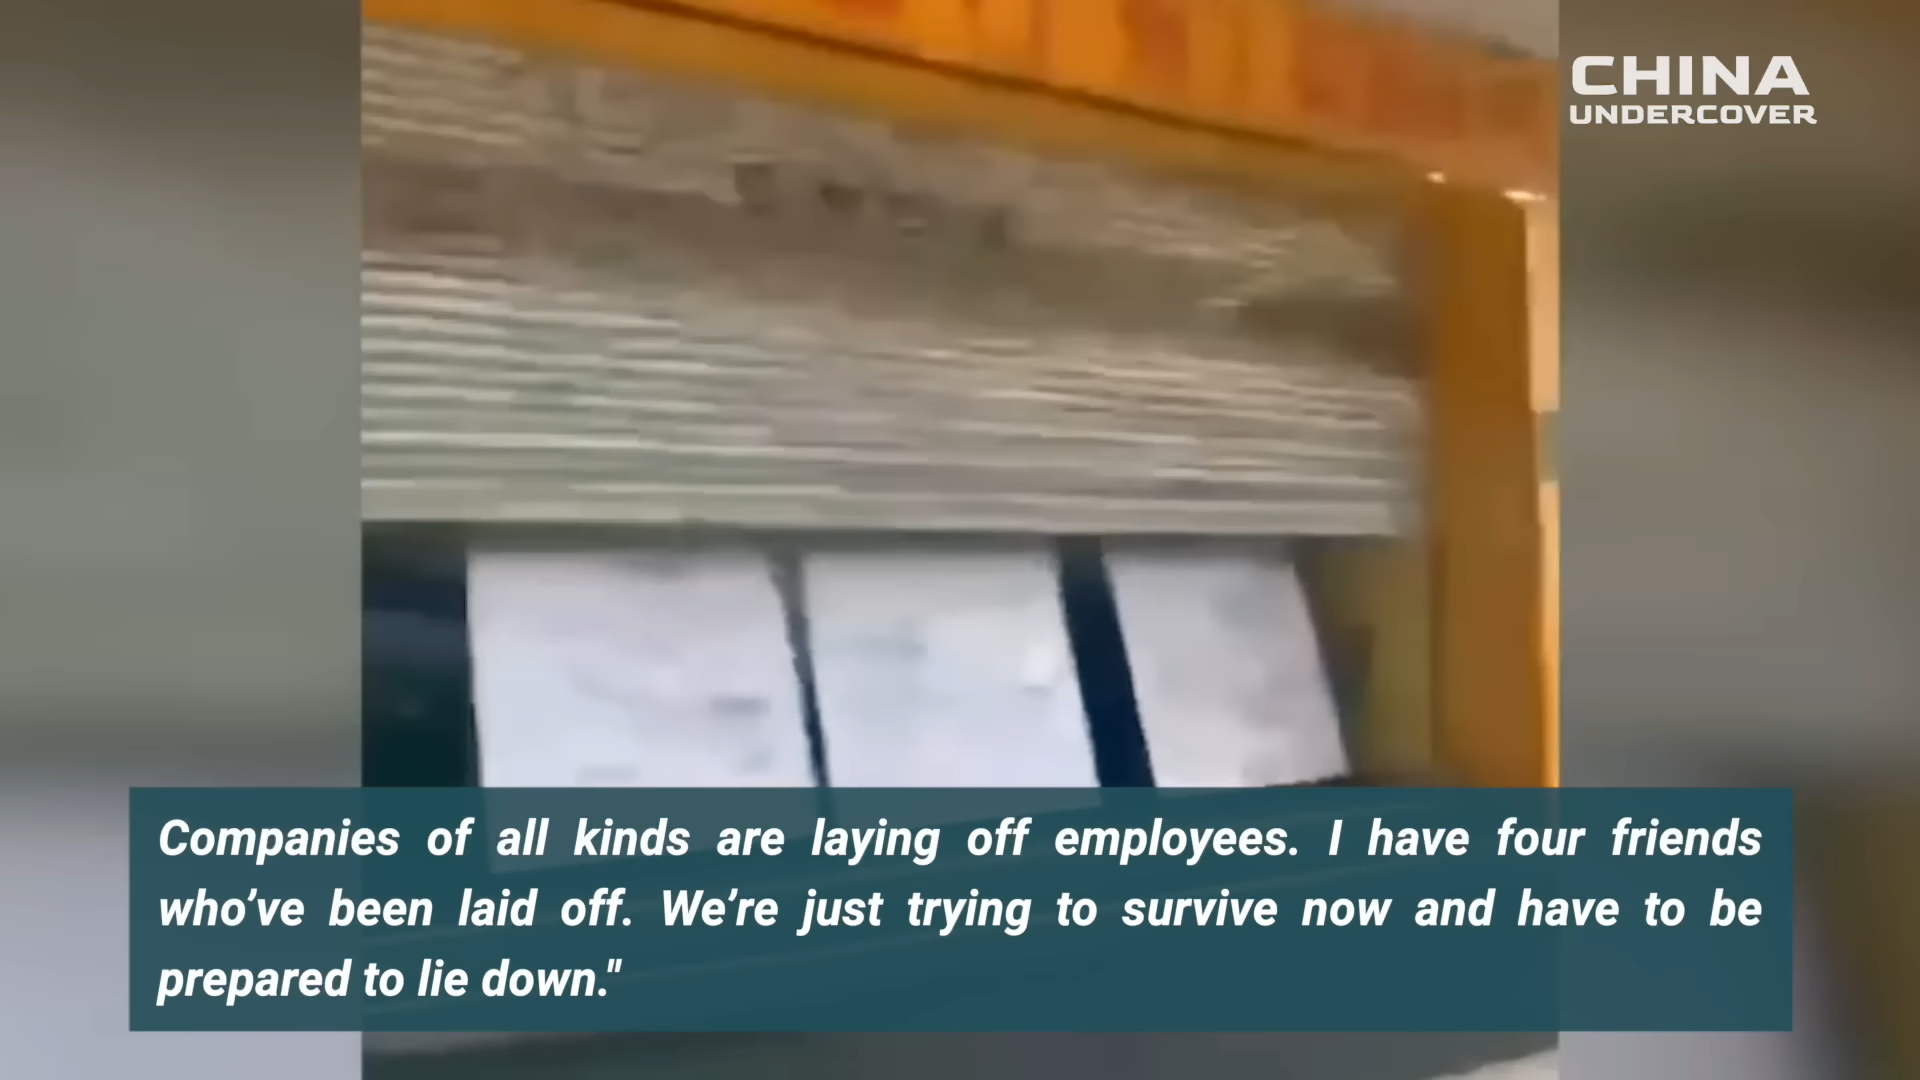 CHINA
UNDERCOVER
Companies of all kinds are laying off employees. I have four friends
who’ve been laid off. We’re just trying to survive now and have to be
prepared to lie down."